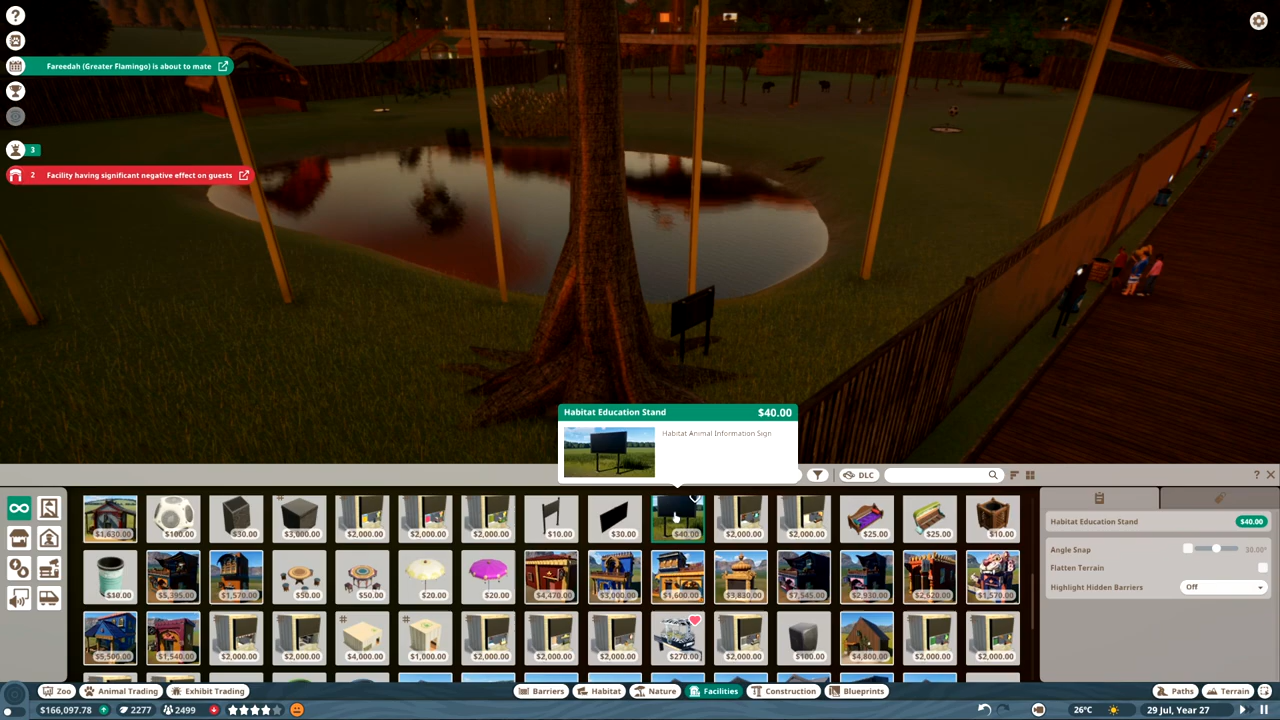 ?
Fareedah (Greater Flamingo) is about to mate
3
2 Facility having significant negative effect on guests
Habitat Education Stand $40.00
Habitat Animal Information Sign
DLC
?
$1,630.00 $100.00 $30.00 $3,000.00 $2,000.00 $2,000.00 $2,000.00 $10.00 $30.00 $40.00 $2,000.00 $2,000.00 $25.00 $25.00 $10.00
$10.00 $5,395.00 $1,570.00 $50.00 $50.00 $20.00 $20.00 $4,470.00 $3,000.00 $1,600.00 $3,830.00 $7,545.00 $2,930.00 $2,620.00 $1,570.00
$5,500.00 $1,540.00 $2,000.00 $2,000.00 $4,000.00 $1,000.00 $2,000.00 $2,000.00 $2,000.00 $270.00 $2,000.00 $100.00 $4,800.00 $2,000.00 $2,000.00
Habitat Education Stand $40.00
Angle Snap 30.00°
Flatten Terrain
Highlight Hidden Barriers Off
Zoo Animal Trading Exhibit Trading Barriers Habitat Nature Facilities Construction Blueprints Paths Terrain
$166,097.78 2277 2499 26°C 29 Jul, Year 27